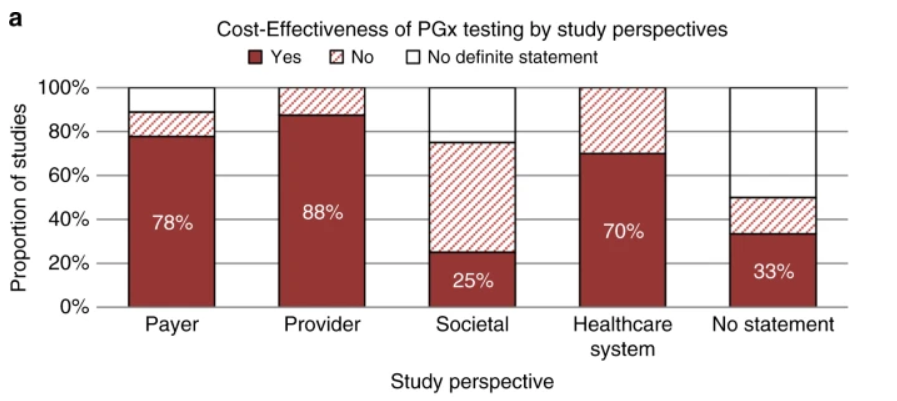 a
Cost-Effectiveness of PGx testing by study perspectives
Yes No No definite statement
Proportion of studies
100%
80%
60%
40%
20%
0%
78%
88%
25%
70%
33%
Payer Provider Societal Healthcare system No statement
Study perspective